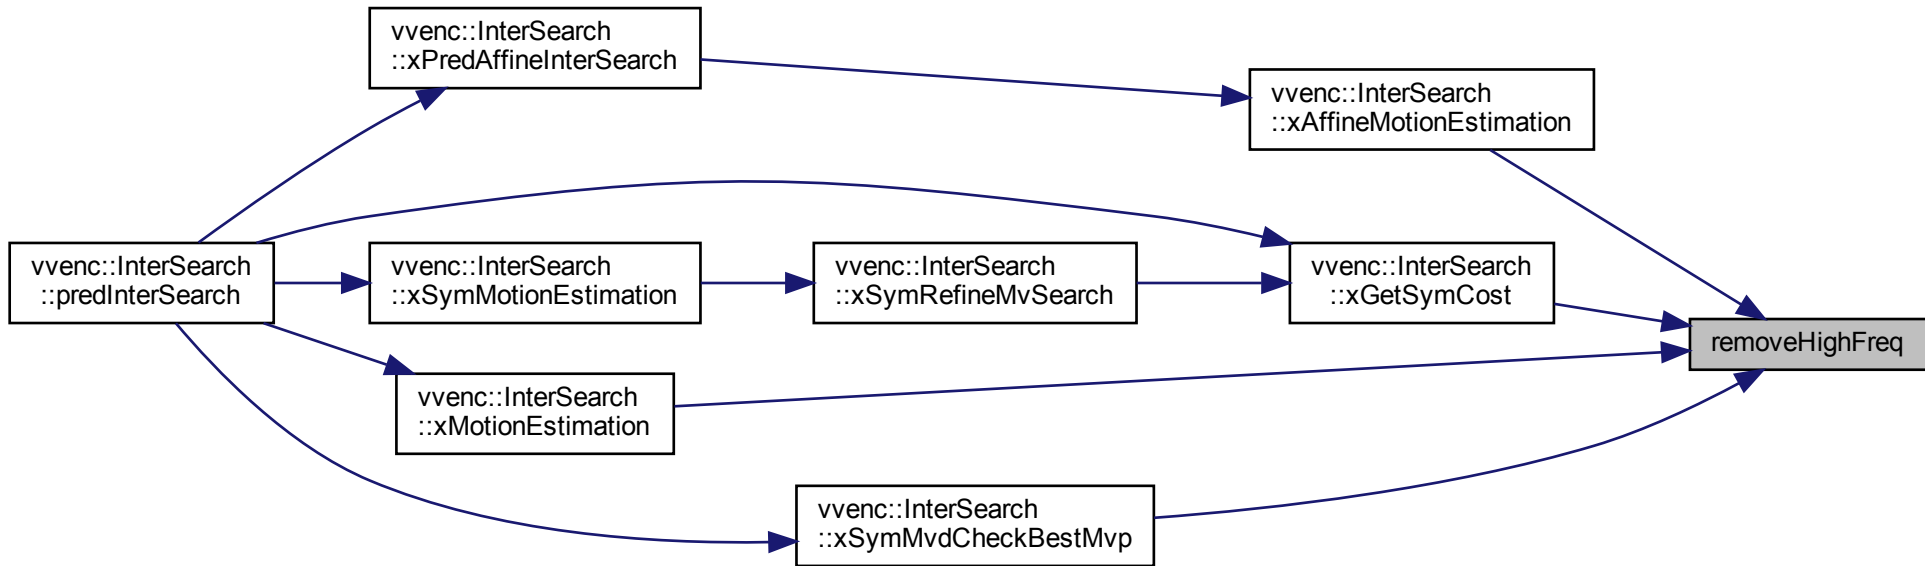 vvenc::InterSearch
::xPredAffineInterSearch
vvenc::InterSearch
::xAffineMotionEstimation
vvenc::InterSearch
::predInterSearch
vvenc::InterSearch
::xSymMotionEstimation
vvenc::InterSearch
::xSymRefineMvSearch
vvenc::InterSearch
::xGetSymCost
removeHighFreq
vvenc::InterSearch
::xMotionEstimation
vvenc::InterSearch
::xSymMvdCheckBestMvp